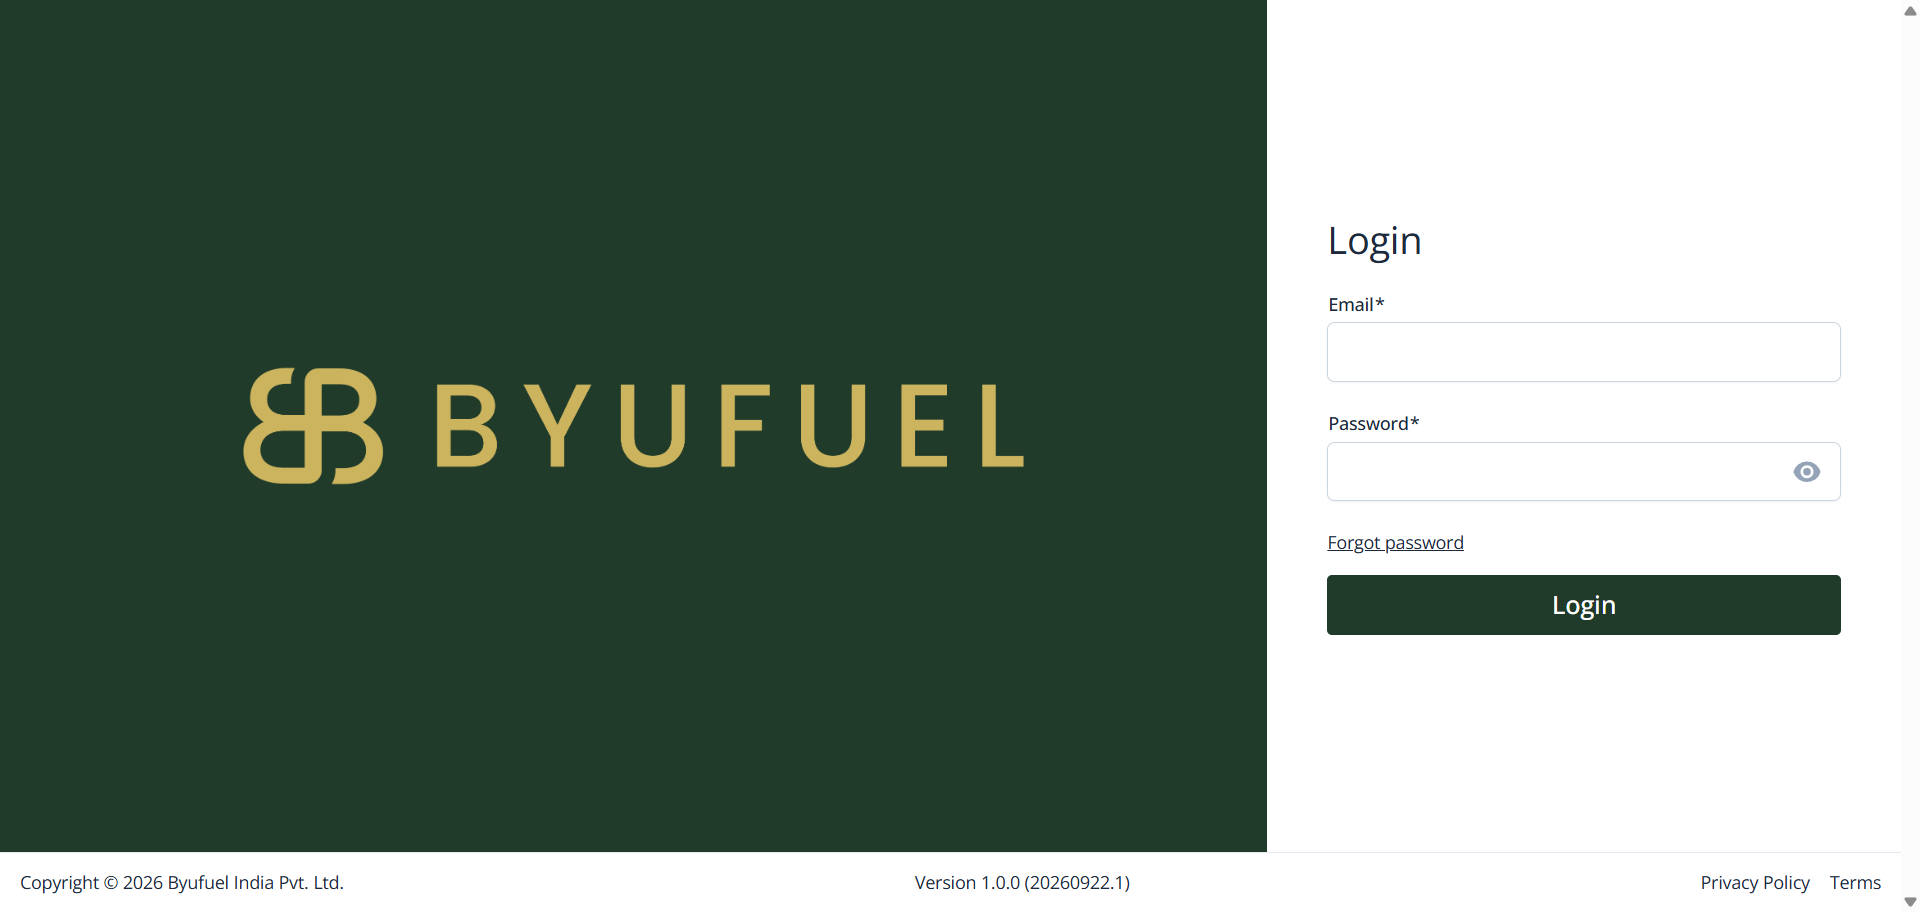 BYUFUEL
Login
Email*
Password*
Forgot password
Login
Copyright © 2026 Byufuel India Pvt. Ltd.
Version 1.0.0 (20260922.1)
Privacy Policy
Terms